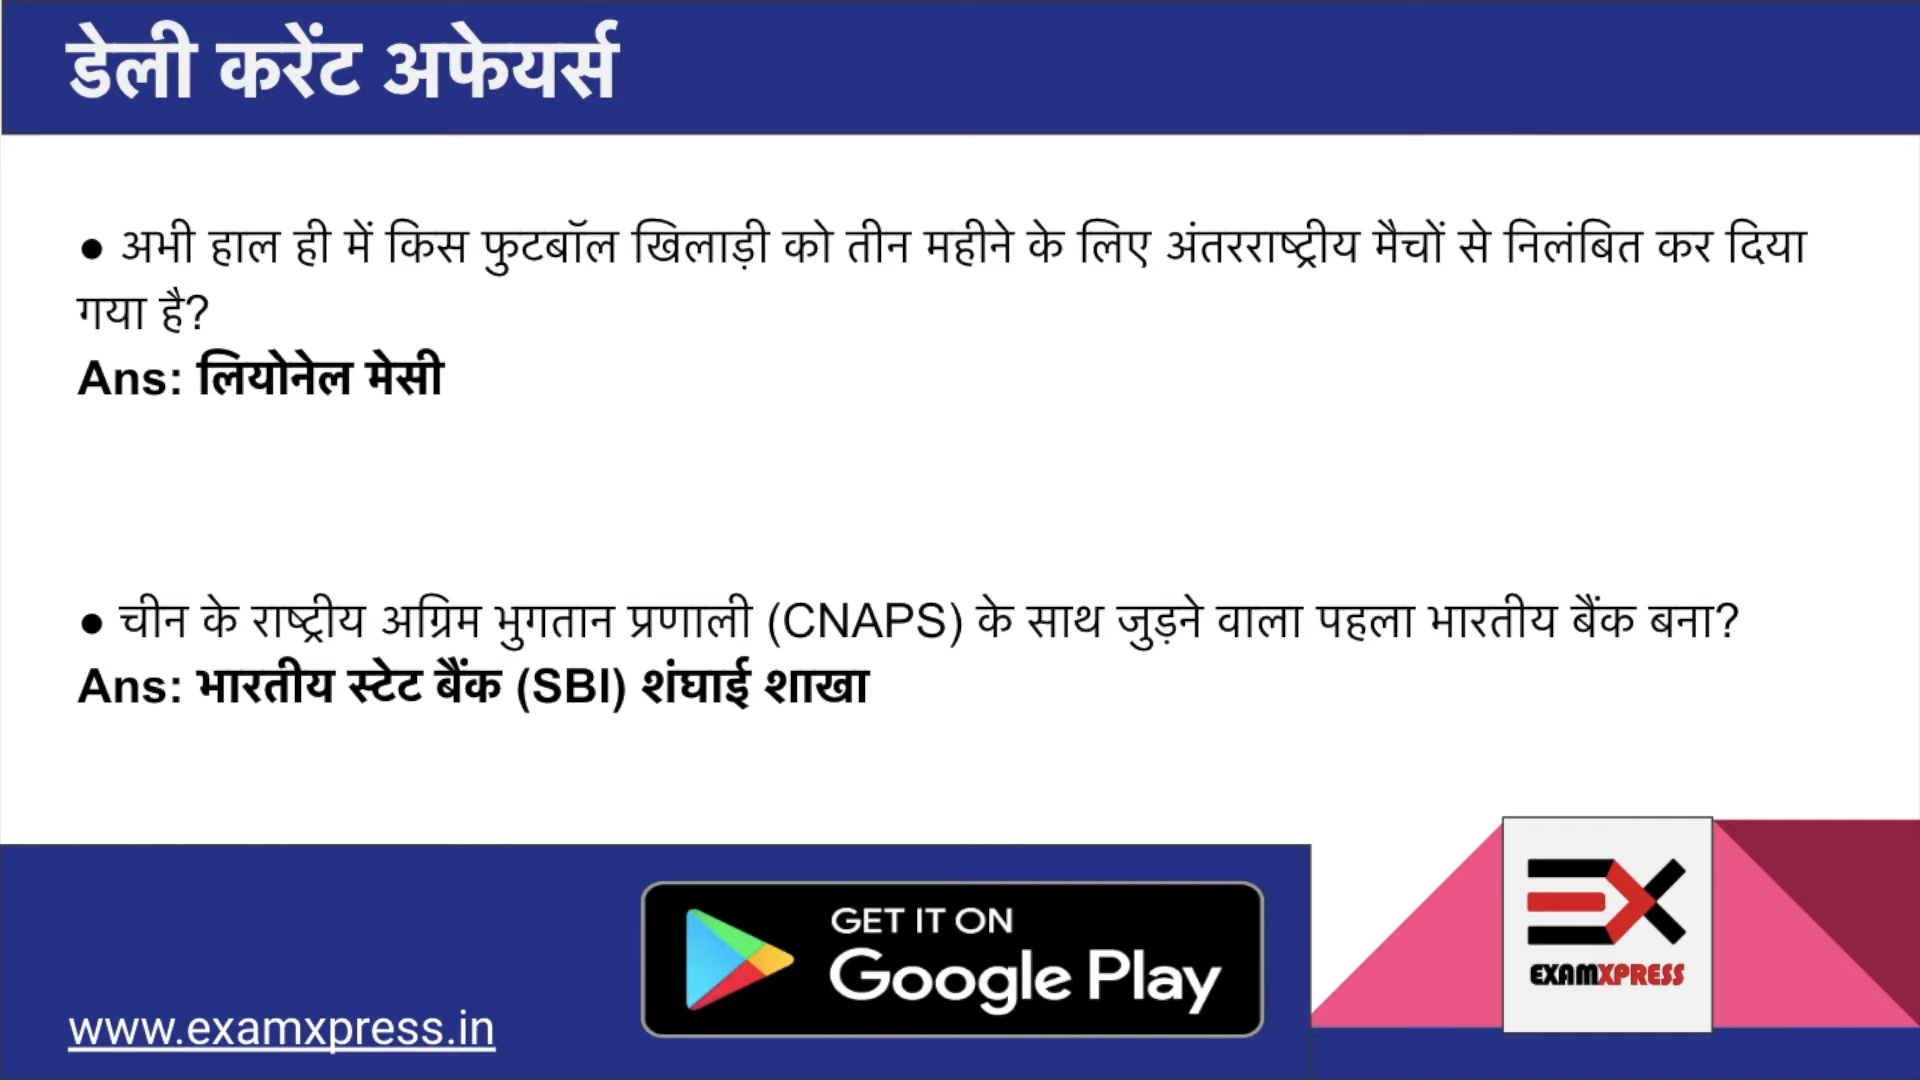 डेली करेंट अफेयर्स
● अभी हाल ही में किस फुटबॉल खिलाड़ी को तीन महीने के लिए अंतरराष्ट्रीय मैचों से निलंबित कर दिया
गया है?
Ans: लियोनेल मेसी
● चीन के राष्ट्रीय अग्रिम भुगतान प्रणाली (CNAPS) के साथ जुड़ने वाला पहला भारतीय बैंक बना?
Ans: भारतीय स्टेट बैंक (SBI) शंघाई शाखा
GET IT ON
Google Play
EX
EXAMXPRESS
www.examxpress.in